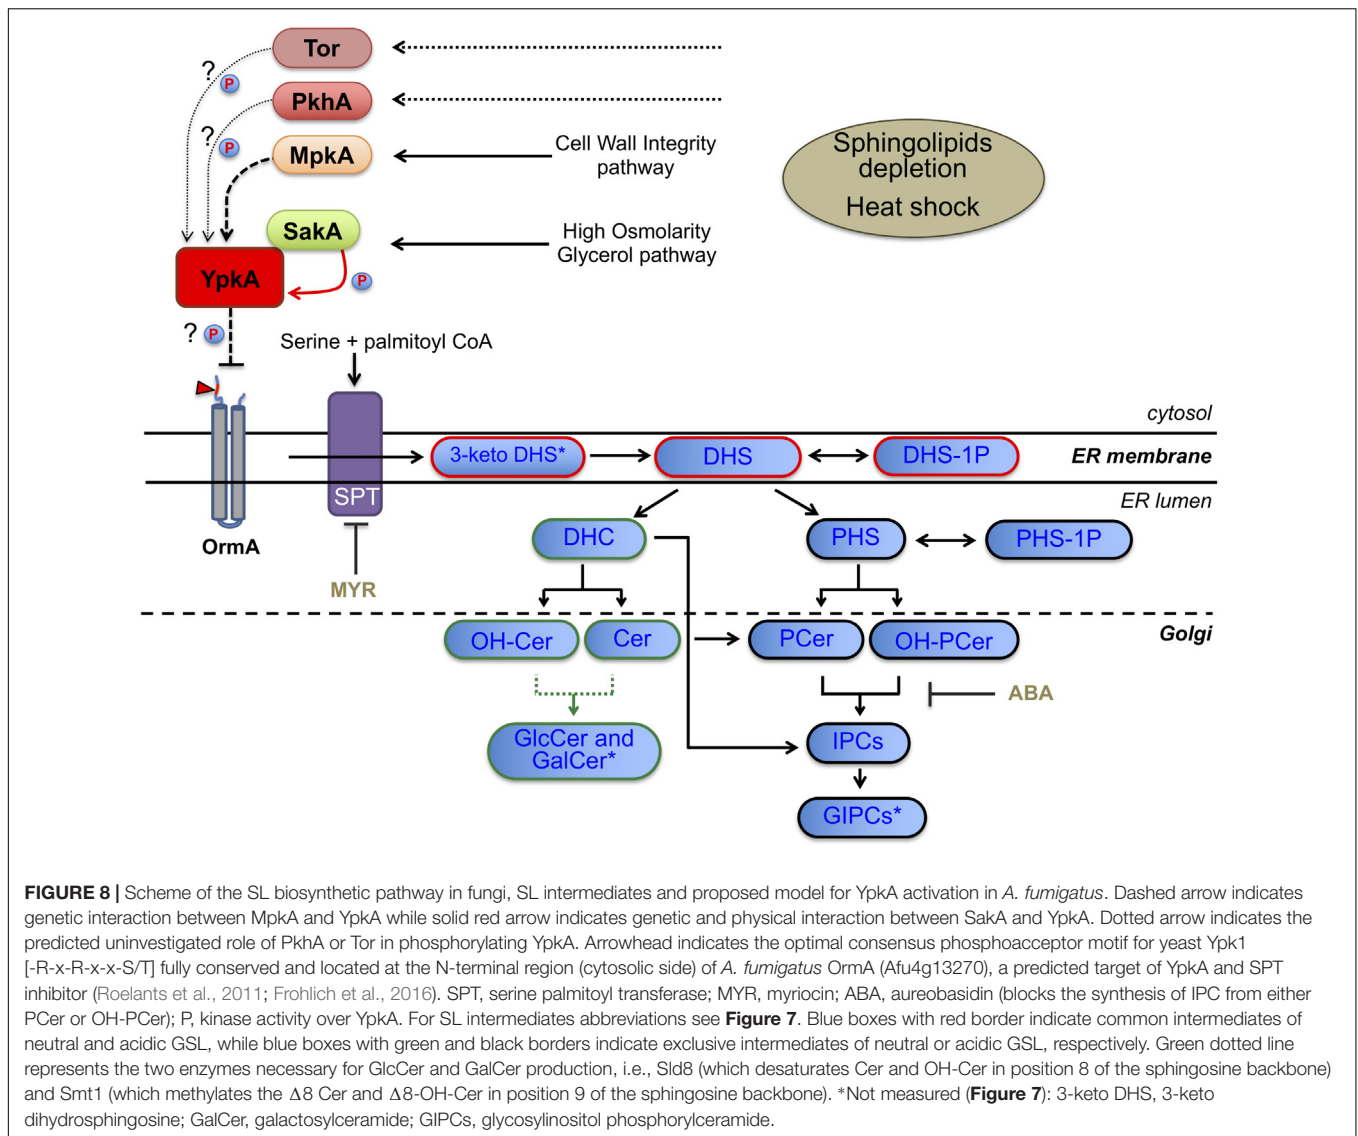 Tor
?
P
PkhA
?
P
MpkA
Cell Wall Integrity
pathway
Sphingolipids
depletion
Heat shock
SakA
High Osmolarity
Glycerol pathway
YpkA
P
? P
Serine + palmitoyl CoA
cytosol
3-keto DHS*
DHS
DHS-1P
ER membrane
SPT
ER lumen
OrmA
DHC
PHS
PHS-1P
MYR
Golgi
OH-Cer
Cer
PCer
OH-PCer
ABA
GlcCer and
GalCer*
IPCs
GIPCs*
FIGURE 8 | Scheme of the SL biosynthetic pathway in fungi, SL intermediates and proposed model for YpkA activation in A. fumigatus. Dashed arrow indicates
genetic interaction between MpkA and YpkA while solid red arrow indicates genetic and physical interaction between SakA and YpkA. Dotted arrow indicates the
predicted uninvestigated role of PkhA or Tor in phosphorylating YpkA. Arrowhead indicates the optimal consensus phosphoacceptor motif for yeast Ypk1
[-R-x-R-x-x-S/T] fully conserved and located at the N-terminal region (cytosolic side) of A. fumigatus OrmA (Afu4g13270), a predicted target of YpkA and SPT
inhibitor (Roelants et al., 2011; Frohlich et al., 2016). SPT, serine palmitoyl transferase; MYR, myriocin; ABA, aureobasidin (blocks the synthesis of IPC from either
PCer or OH-PCer); P, kinase activity over YpkA. For SL intermediates abbreviations see Figure 7. Blue boxes with red border indicate common intermediates of
neutral and acidic GSL, while blue boxes with green and black borders indicate exclusive intermediates of neutral or acidic GSL, respectively. Green dotted line
represents the two enzymes necessary for GlcCer and GalCer production, i.e., Sld8 (which desaturates Cer and OH-Cer in position 8 of the sphingosine backbone)
and Smt1 (which methylates the Δ8 Cer and Δ8-OH-Cer in position 9 of the sphingosine backbone). *Not measured (Figure 7): 3-keto DHS, 3-keto
dihydrosphingosine; GalCer, galactosylceramide; GIPCs, glycosylinositol phosphorylceramide.